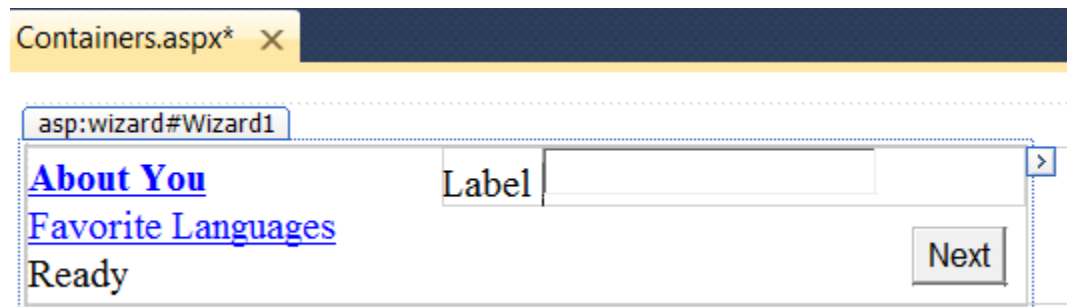 Containers.aspx*
asp:wizard#Wizard1
About You
Label
Favorite Languages
Next
Ready